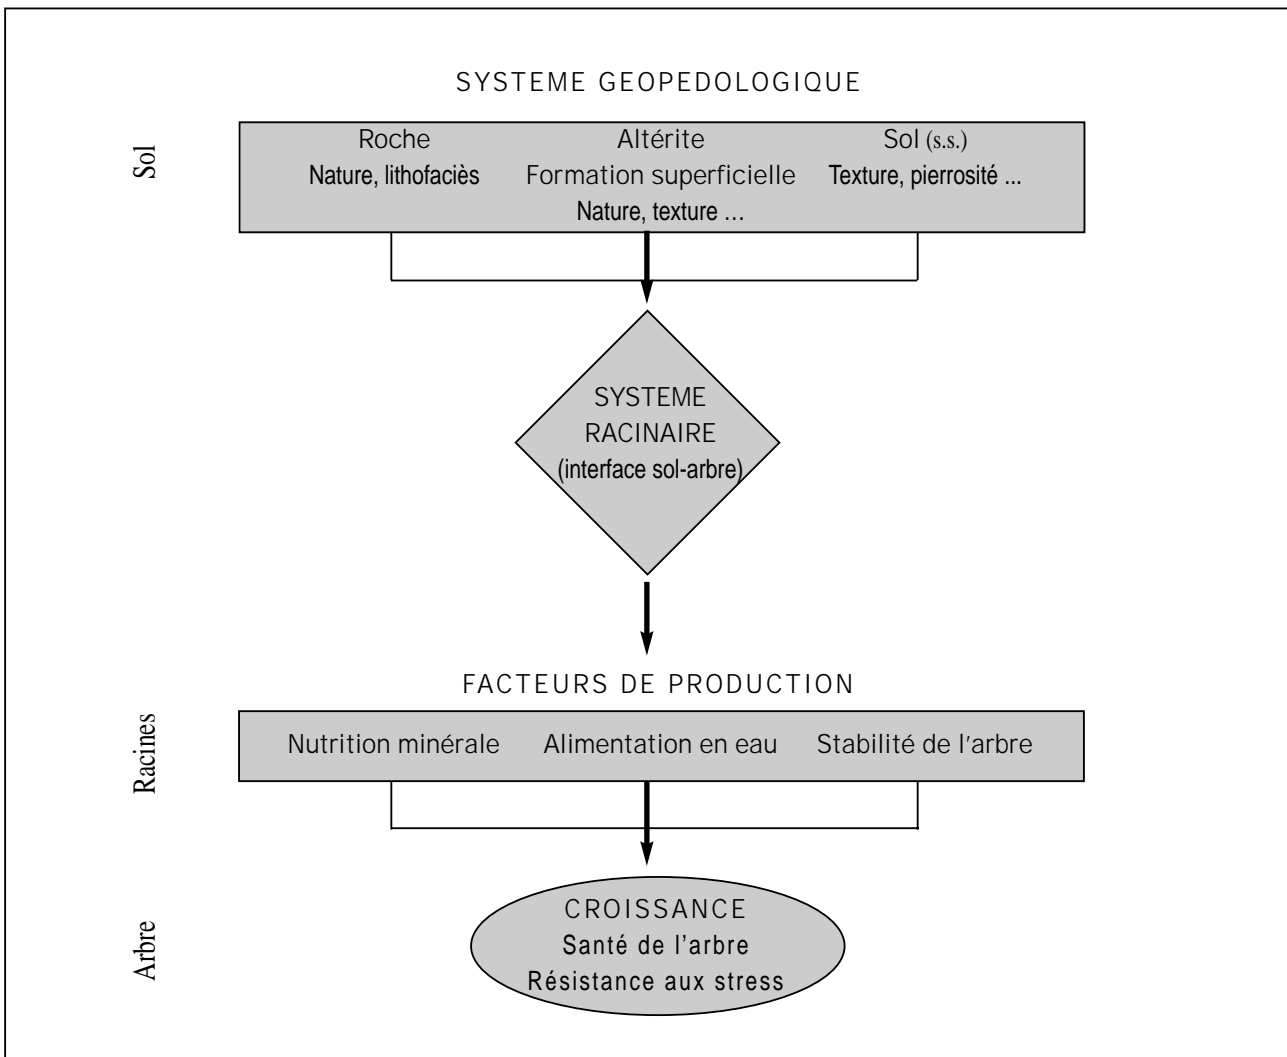 SYSTEME GEOPEDOLOGIQUE
Sol
Roche Altérite Sol (s.s.)
Nature, lithofaciès Formation superficielle Texture, pierrosité ...
Nature, texture ...
SYSTEME
RACINAIRE
(interface sol-arbre)
FACTEURS DE PRODUCTION
Racines
Nutrition minérale Alimentation en eau Stabilité de l'arbre
Arbre
CROISSANCE
Santé de l'arbre
Résistance aux stress